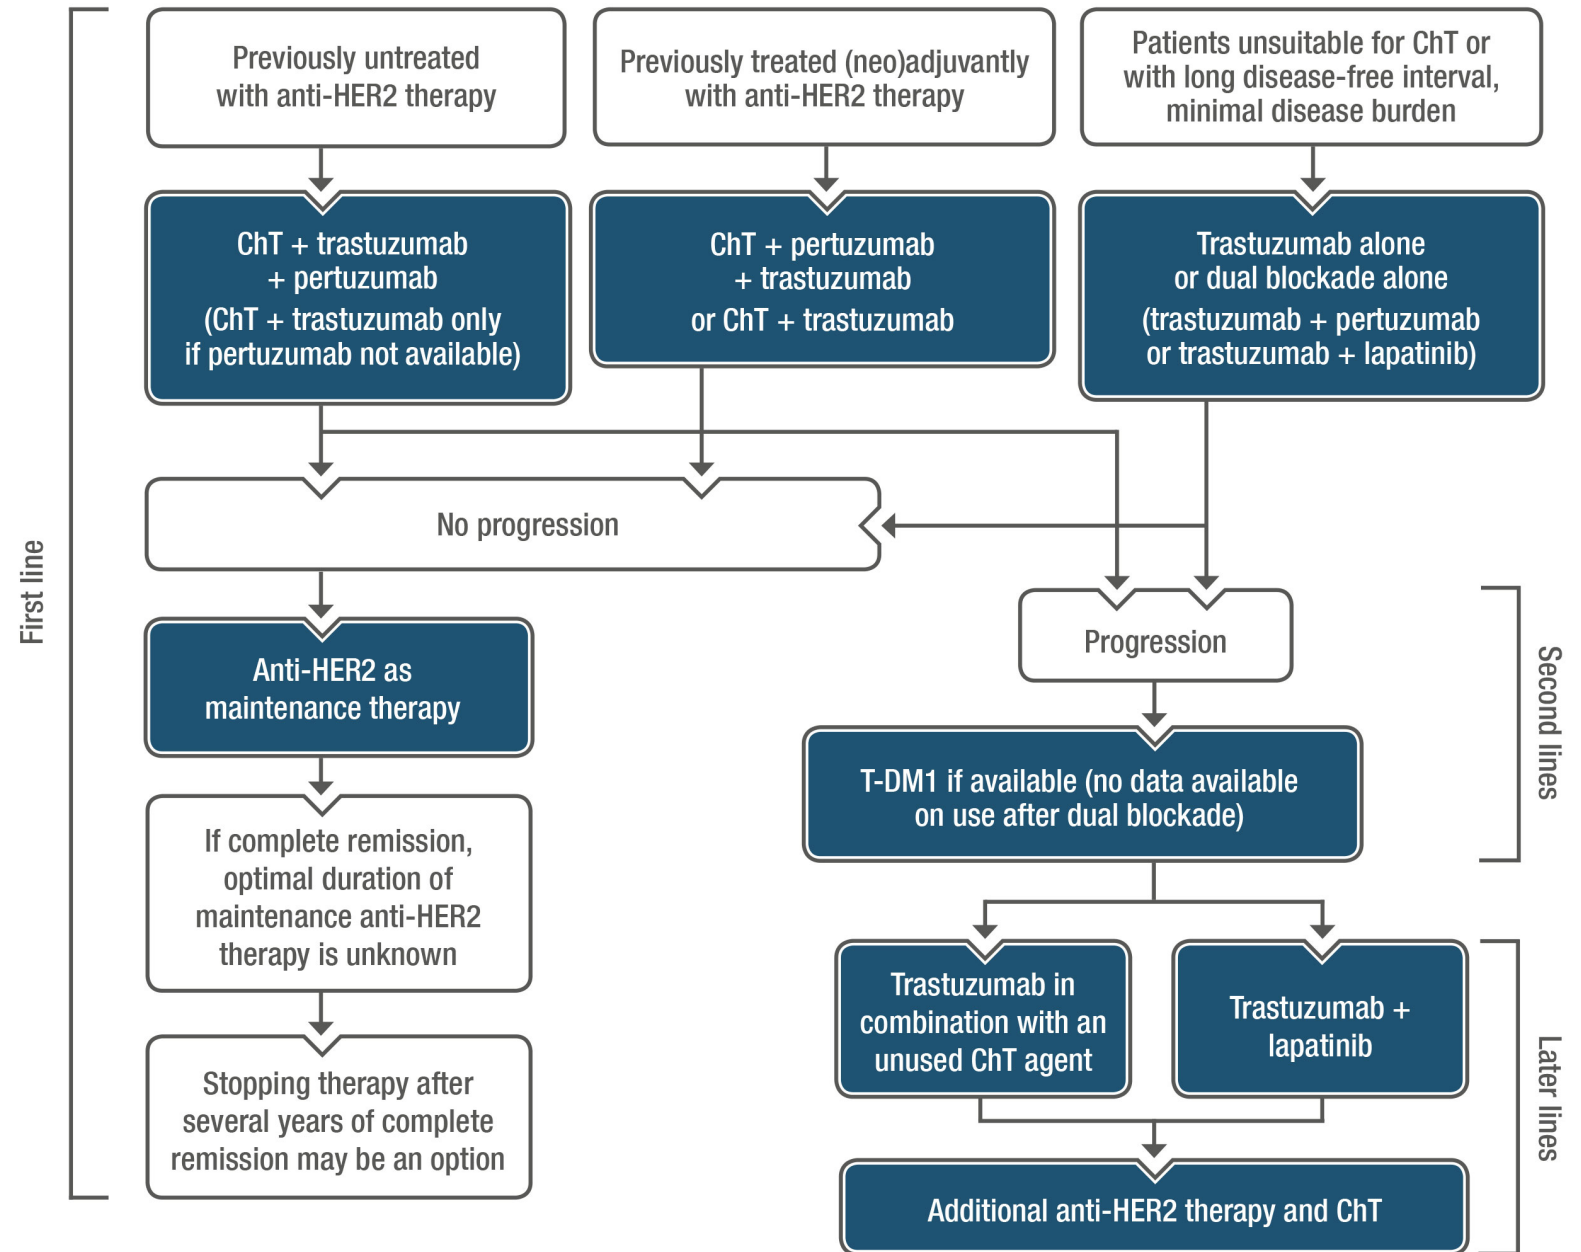 First line
Previously untreated
with anti-HER2 therapy
Previously treated (neo)adjuvantly
with anti-HER2 therapy
Patients unsuitable for ChT or
with long disease-free interval,
minimal disease burden
ChT + trastuzumab
+ pertuzumab
(ChT + trastuzumab only
if pertuzumab not available)
ChT + pertuzumab
+ trastuzumab
or ChT + trastuzumab
Trastuzumab alone
or dual blockade alone
(trastuzumab + pertuzumab
or trastuzumab + lapatinib)
No progression
Anti-HER2 as
maintenance therapy
If complete remission,
optimal duration of
maintenance anti-HER2
therapy is unknown
Stopping therapy after
several years of complete
remission may be an option
Second lines
Progression
T-DM1 if available (no data available
on use after dual blockade)
Later lines
Trastuzumab in
combination with an
unused ChT agent
Trastuzumab +
lapatinib
Additional anti-HER2 therapy and ChT